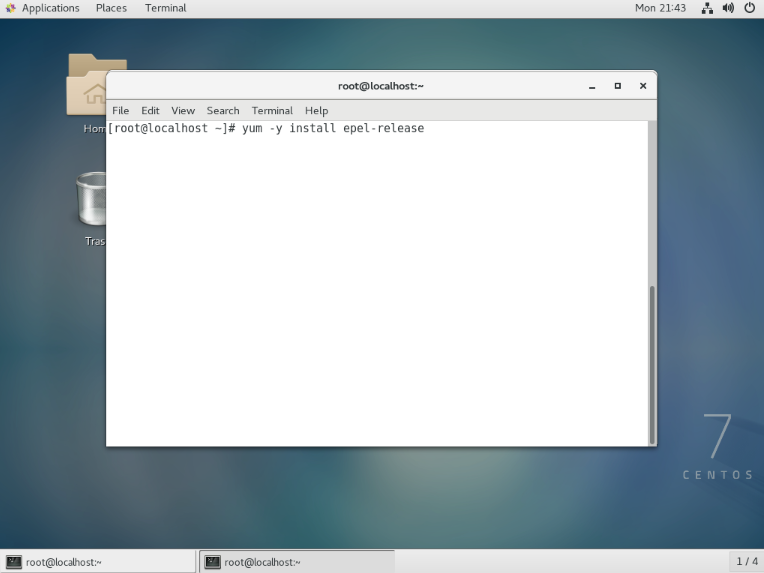 Applications Places Terminal Mon 21:43
root@localhost:~
File Edit View Search Terminal Help
[root@localhost ~]# yum -y install epel-release
Hom
Tras
7
CENTOS
root@localhost:~ root@localhost:~ 1 / 4